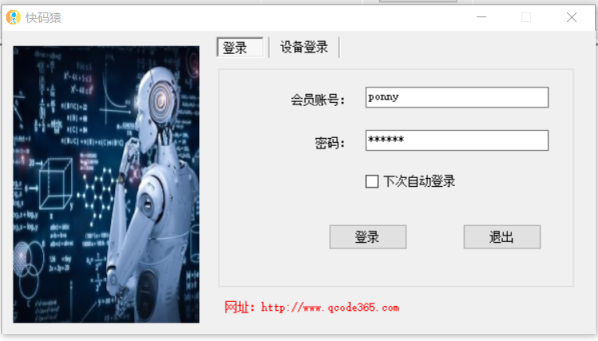 快码猿
登录 设备登录
会员账号： ponny
密码： ******
下次自动登录
登录 退出
网址：http://www.qcode365.com